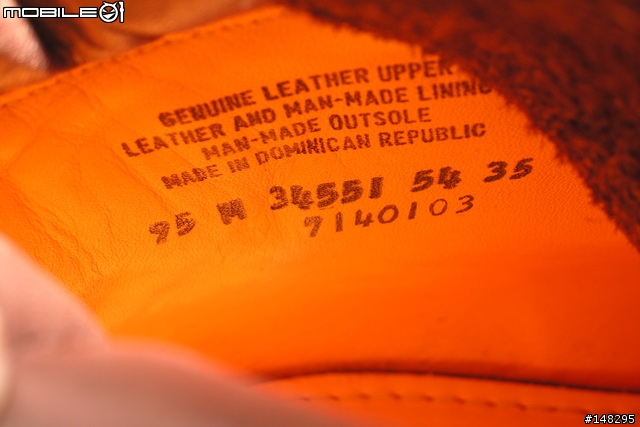 MOBILE01
GENUINE LEATHER UPPER
LEATHER AND MAN-MADE LINING
MAN-MADE OUTSOLE
MADE IN DOMINICAN REPUBLIC
95 M 34551 54 35
7140103
#148295